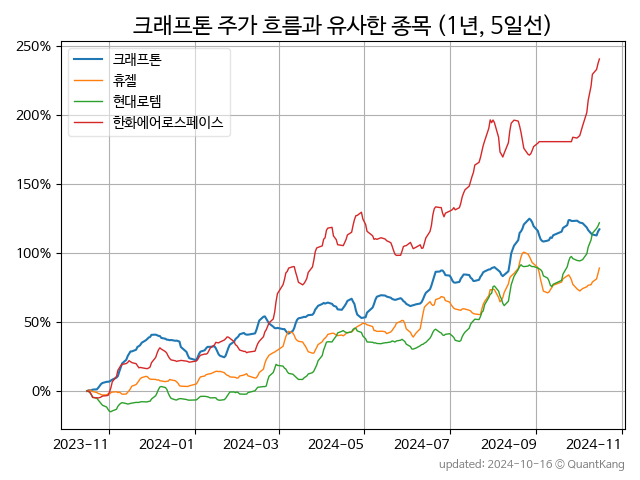 크래프톤 주가 흐름과 유사한 종목 (1년, 5일선)
250%
200%
150%
100%
50%
0%
크래프톤
휴젤
현대로템
한화에어로스페이스
2023-11
2024-01
2024-03
2024-05
2024-07
2024-09
2024-11
updated: 2024-10-16 © QuantKang